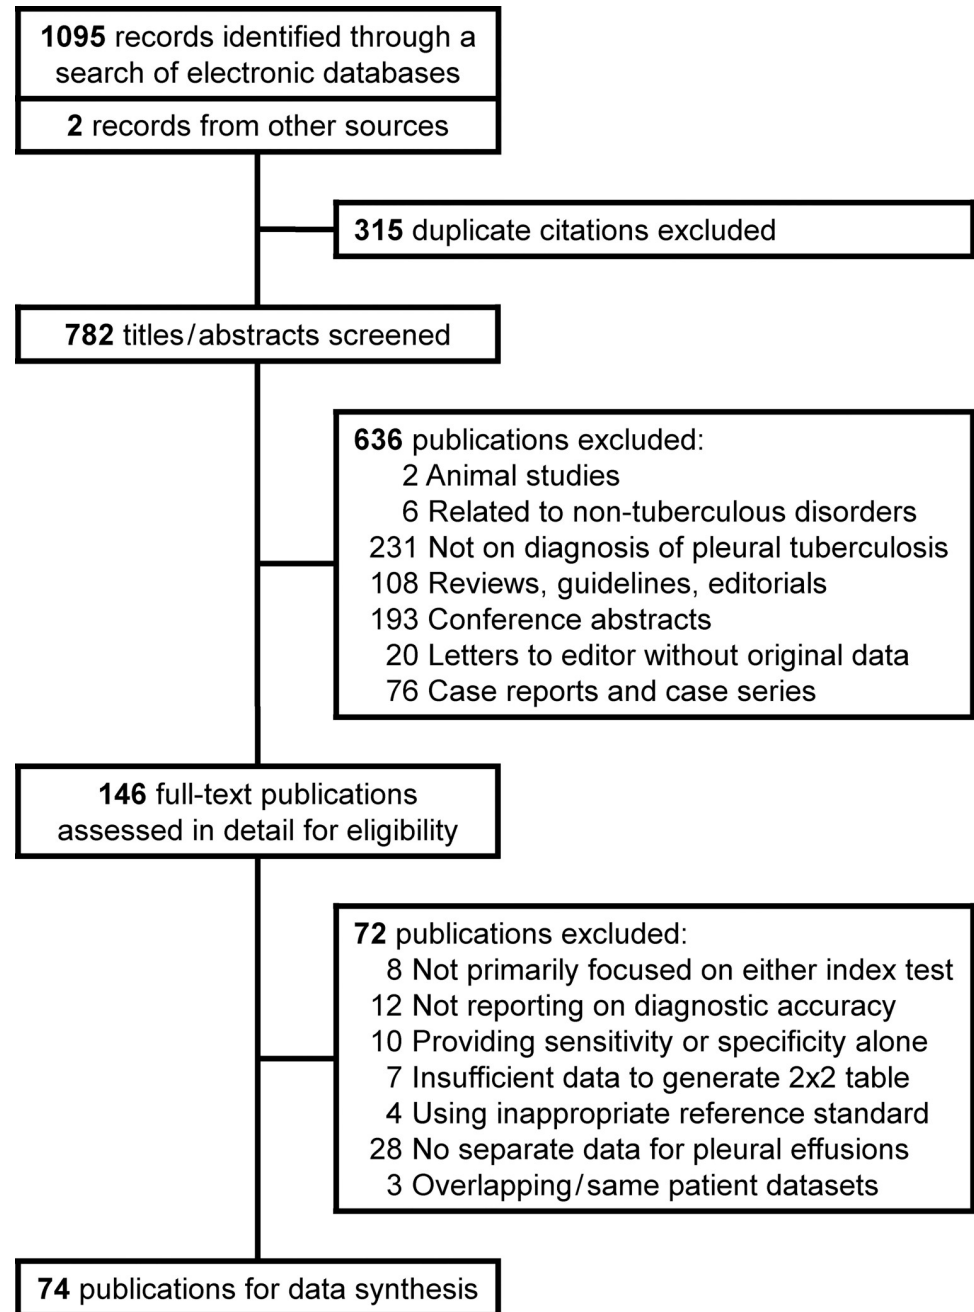 1095 records identified through a
search of electronic databases
2 records from other sources
315 duplicate citations excluded
782 titles/abstracts screened
636 publications excluded:
2 Animal studies
6 Related to non-tuberculous disorders
231 Not on diagnosis of pleural tuberculosis
108 Reviews, guidelines, editorials
193 Conference abstracts
20 Letters to editor without original data
76 Case reports and case series
146 full-text publications
assessed in detail for eligibility
72 publications excluded:
8 Not primarily focused on either index test
12 Not reporting on diagnostic accuracy
10 Providing sensitivity or specificity alone
7 Insufficient data to generate 2x2 table
4 Using inappropriate reference standard
28 No separate data for pleural effusions
3 Overlapping/same patient datasets
74 publications for data synthesis